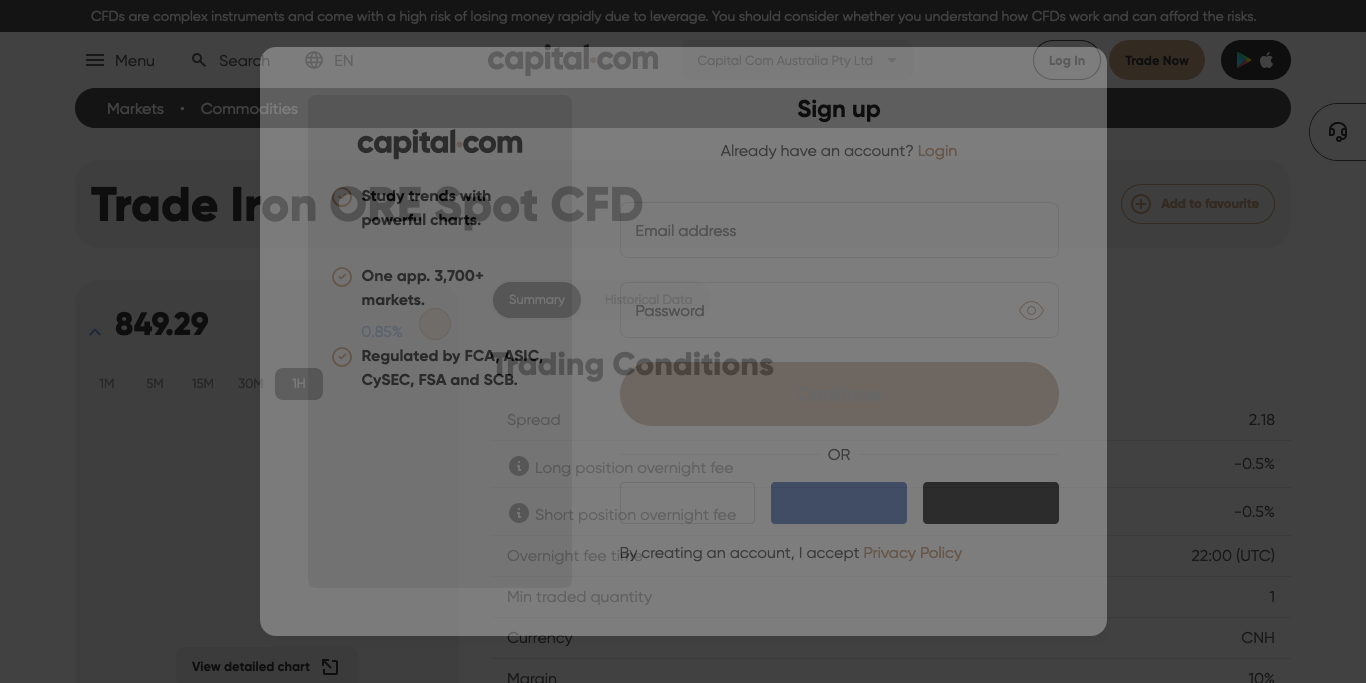 CFDs are complex instruments and come with a high risk of losing money rapidly due to leverage. You should consider whether you understand how CFDs work and can afford the risks.
Menu
Search
EN
capital.com
Capital Com Australia Pty Ltd
Log In
Trade Now
Markets • Commodities
Sign up
Already have an account? Login
capital.com
Study trends with
powerful charts.
One app. 3,700+
markets.
Regulated by FCA, ASIC,
CySEC, FSA and SCB.
Email address
Password
OR
By creating an account, I accept Privacy Policy
Trade Iron ORE Spot CFD
Add to favourite
849.29
0.85%
1M
5M
15M
30M
1H
View detailed chart
Summary
Historical Data
Trading Conditions
Spread 2.18
Long position overnight fee -0.5%
Short position overnight fee -0.5%
Overnight fee time 22:00 (UTC)
Min traded quantity 1
Currency CNH
Margin 10%